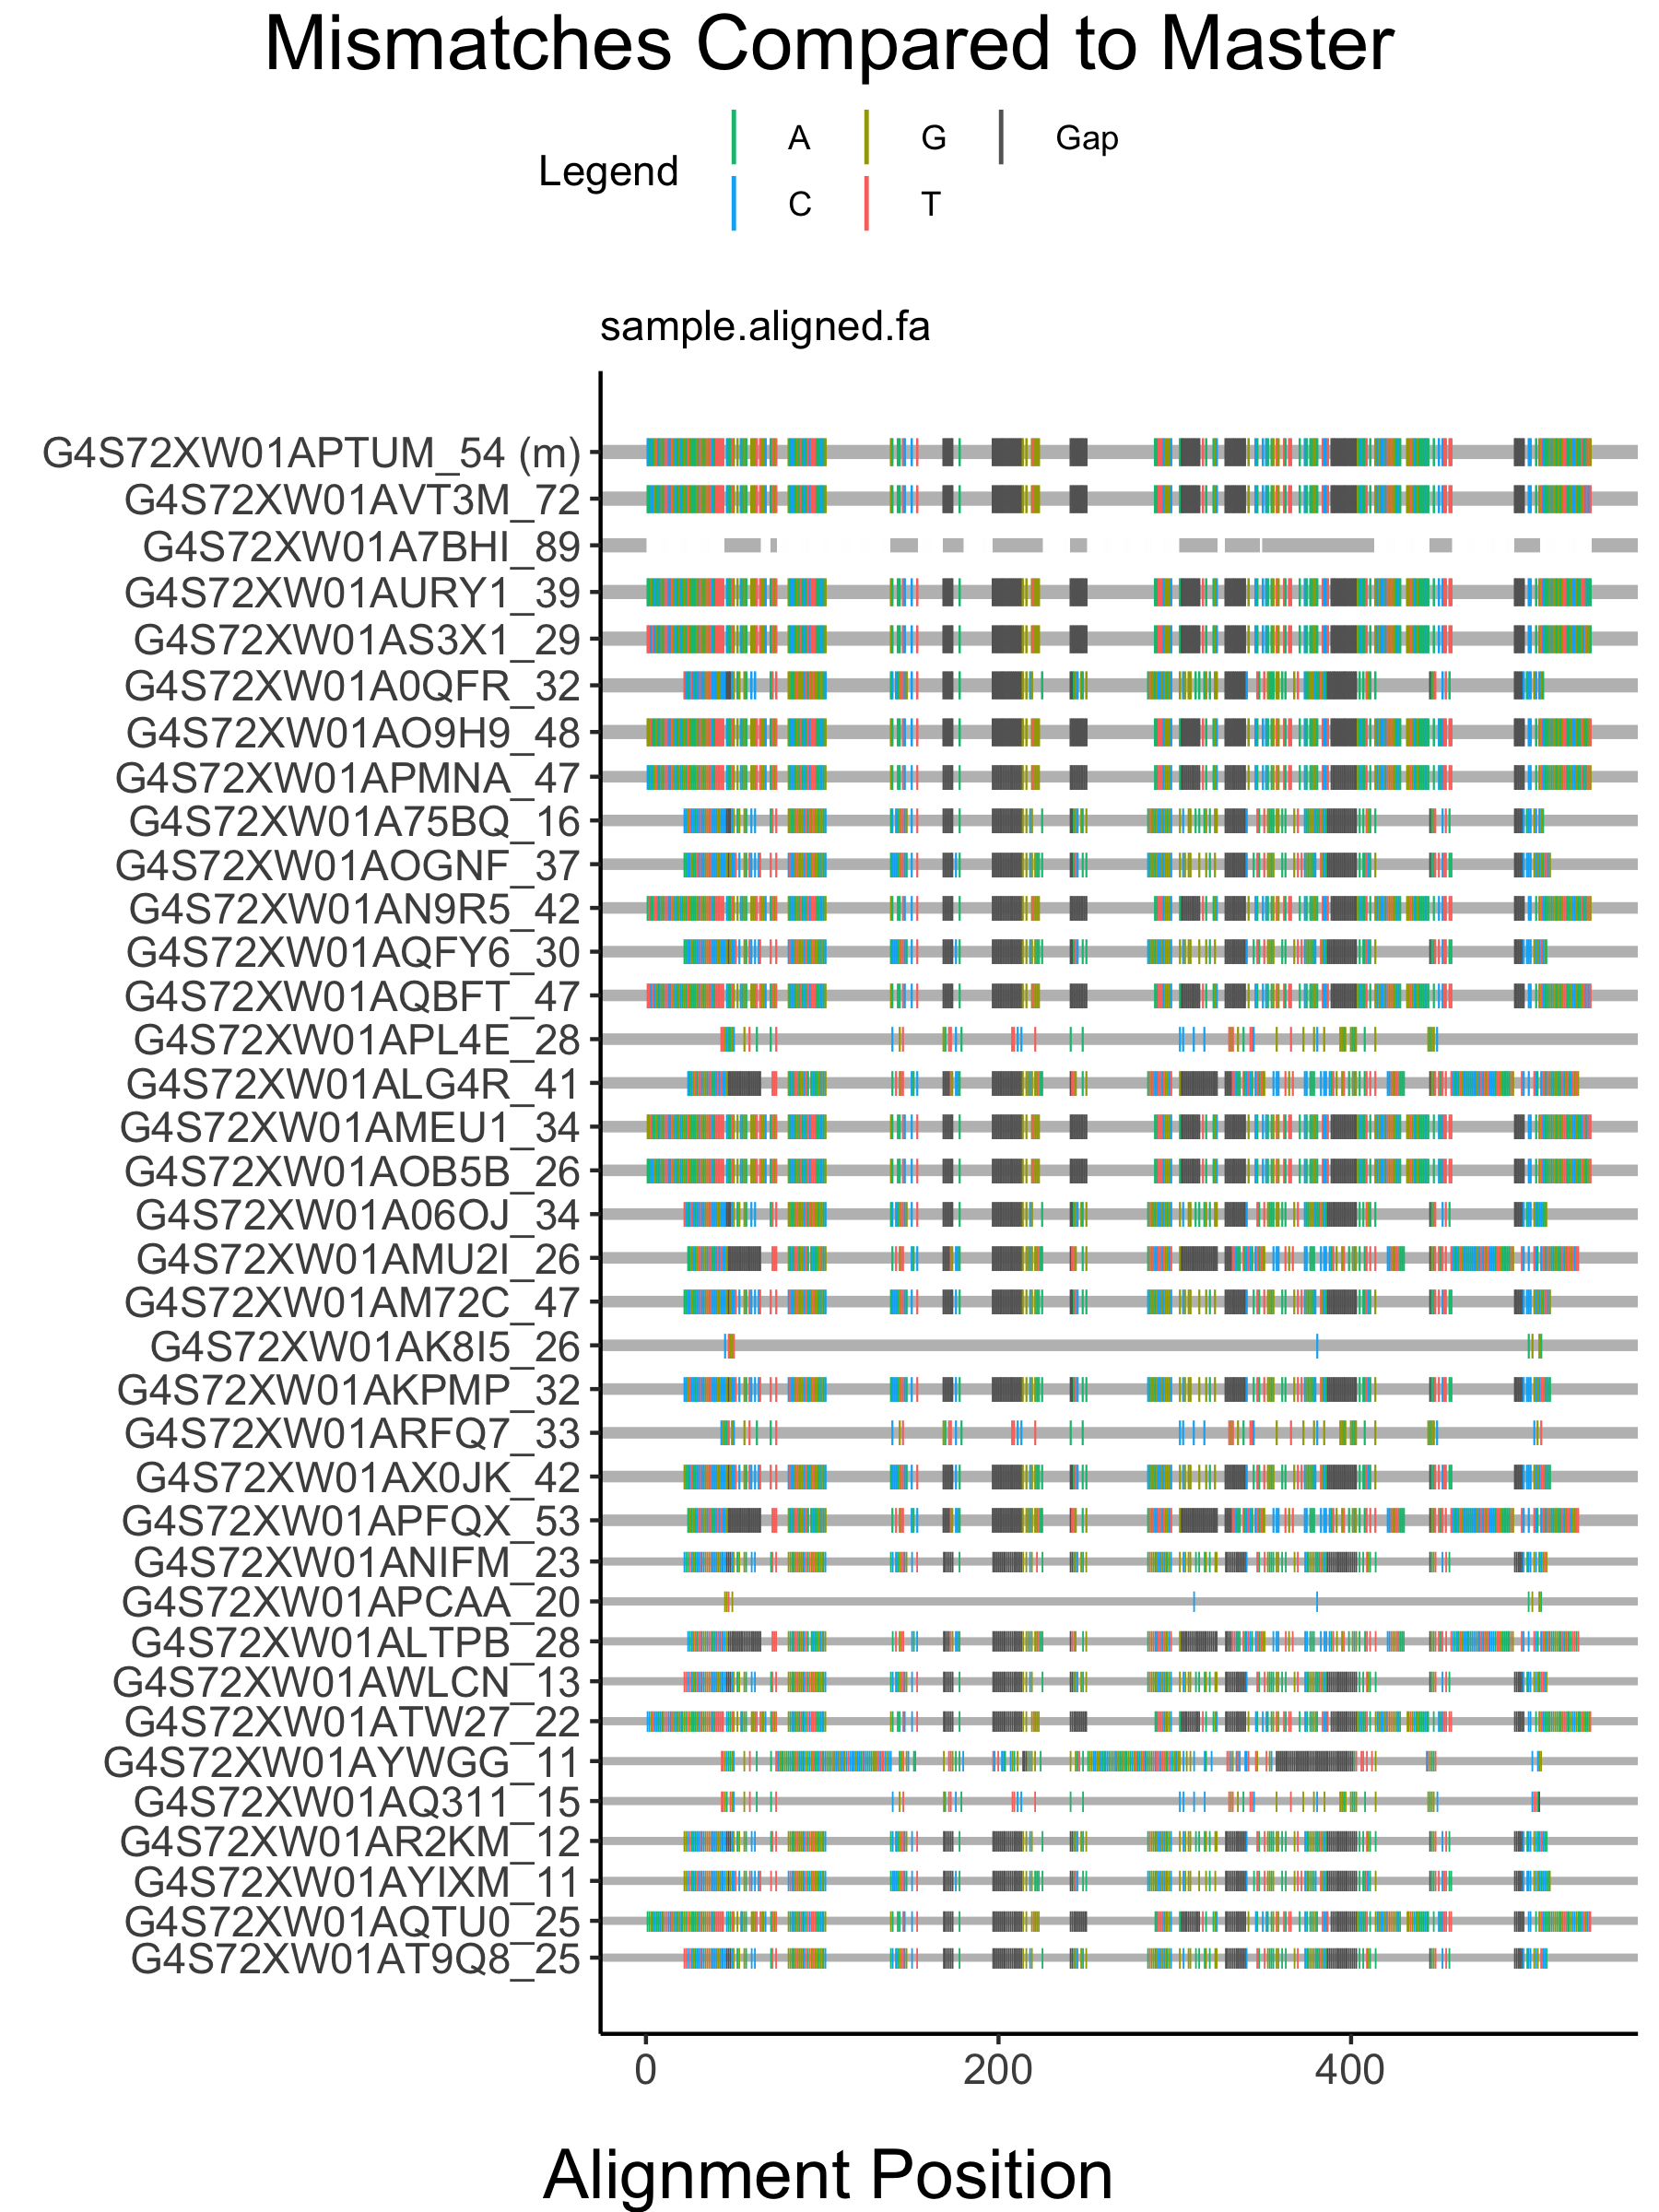 Mismatches Compared to Master
Legend
A
G
Gap
C
T
sample.aligned.fa
G4S72XW01APTUM_54 (m)
G4S72XW01AVT3M_72
G4S72XW01A7BHI_89
G4S72XW01AURY1_39
G4S72XW01AS3X1_29
G4S72XW01A0QFR_32
G4S72XW01AO9H9_48
G4S72XW01APMNA_47
G4S72XW01A75BQ_16
G4S72XW01AOGNF_37
G4S72XW01AN9R5_42
G4S72XW01AQFY6_30
G4S72XW01AQBFT_47
G4S72XW01APL4E_28
G4S72XW01ALG4R_41
G4S72XW01AMEU1_34
G4S72XW01AOB5B_26
G4S72XW01A06OJ_34
G4S72XW01AMU2I_26
G4S72XW01AM72C_47
G4S72XW01AK8I5_26
G4S72XW01AKPMP_32
G4S72XW01ARFQ7_33
G4S72XW01AX0JK_42
G4S72XW01APFQX_53
G4S72XW01ANIFM_23
G4S72XW01APCAA_20
G4S72XW01ALTPB_28
G4S72XW01AWLCN_13
G4S72XW01ATW27_22
G4S72XW01AYWGG_11
G4S72XW01AQ311_15
G4S72XW01AR2KM_12
G4S72XW01AYIXM_11
G4S72XW01AQTU0_25
G4S72XW01AT9Q8_25
0 200 400
Alignment Position